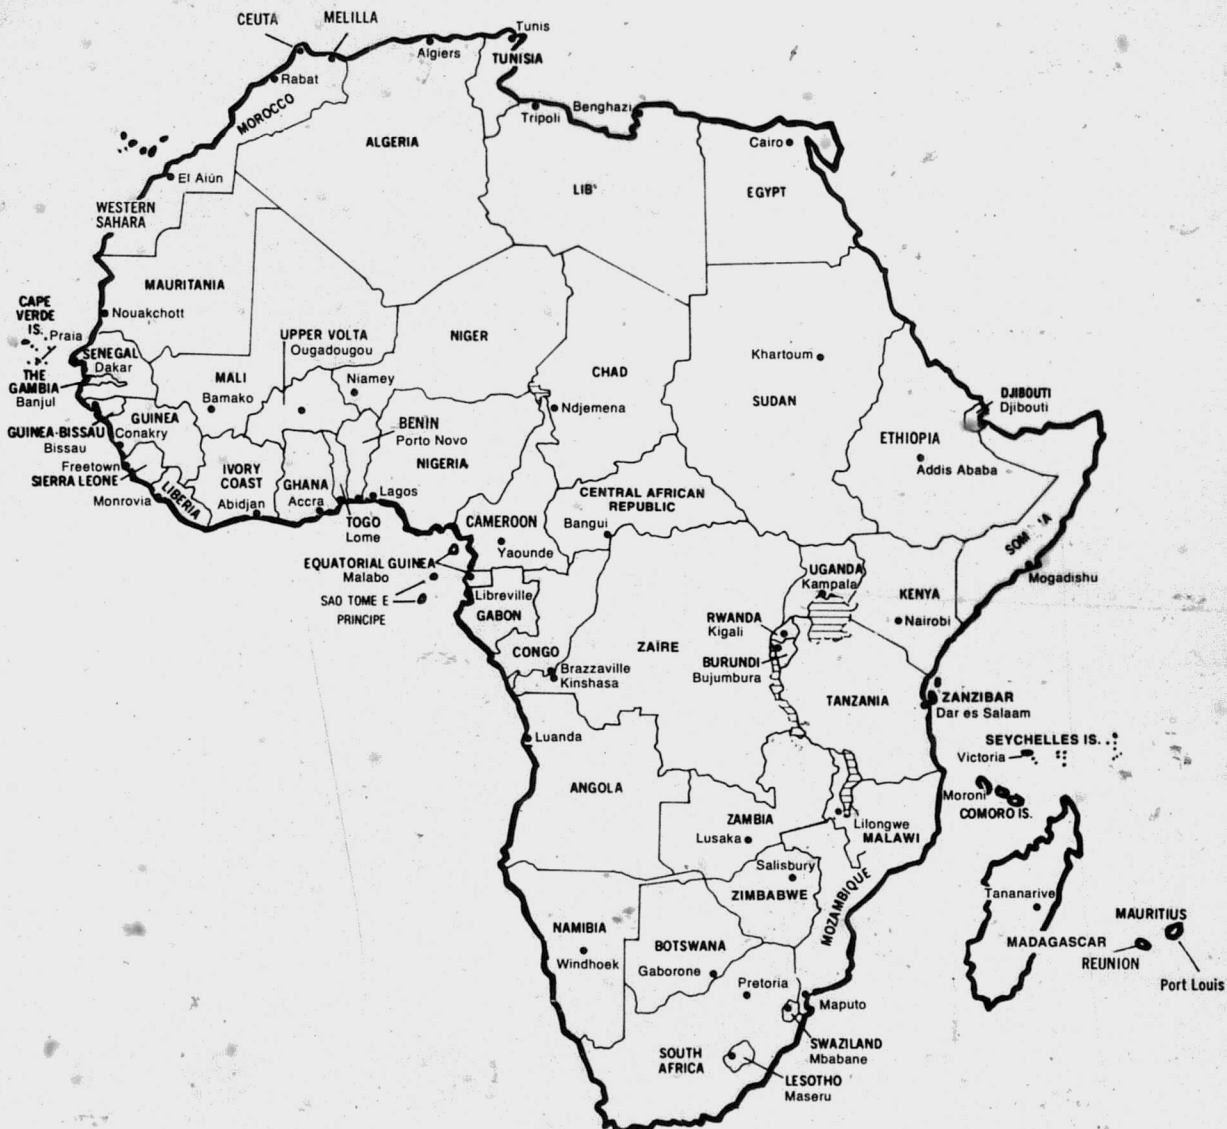 CEUTA
MELILLA
Tunis
Algiers
TUNISIA
Rabat
MOROCCO
Tripoli
Benghazi
Cairo
ALGERIA
El Aiún
EGYPT
WESTERN
SAHARA
MAURITANIA
Nouakchott
CAPE
VERDE
IS.
Praia
UPPER VOLTA
Ougadougou
NIGER
SENEGAL
Dakar
Khartoum
THE
GAMBIA
Banjul
MALI
Bamako
Niamey
CHAD
Ndjemena
SUDAN
DJIBOUTI
Djibouti
GUINEA
Conakry
GUINEA-BISSAU
Bissau
BENIN
Porto Novo
NIGERIA
ETHIOPIA
Addis Ababa
Freetown
SIERRA LEONE
Monrovia
LIBERIA
IVORY
COAST
Abidjan
GHANA
Accra
Lagos
TOGO
Lome
CENTRAL AFRICAN
REPUBLIC
Bangui
CAMEROON
Yaounde
EQUATORIAL GUINEA
Malabo
SAO TOME E
PRINCIPE
Libreville
GABON
UGANDA
Kampala
KENYA
Nairobi
Mogadishu
RWANDA
Kigali
CONGO
ZAÏRE
Brazzaville
Kinshasa
BURUNDI
Bujumbura
TANZANIA
ZANZIBAR
Dar es Salaam
Luanda
SEYCHELLES IS.
Victoria
ANGOLA
Moroni
COMORO IS.
ZAMBIA
Lusaka
Lilongwe
MALAWI
Salisbury
ZIMBABWE
MOZAMBIQUE
Tananarive
MAURITIUS
NAMIBIA
Windhoek
BOTSWANA
Gaborone
MADAGASCAR
REUNION
Port Louis
Pretoria
Maputo
SWAZILAND
Mbabane
SOUTH
AFRICA
LESOTHO
Maseru